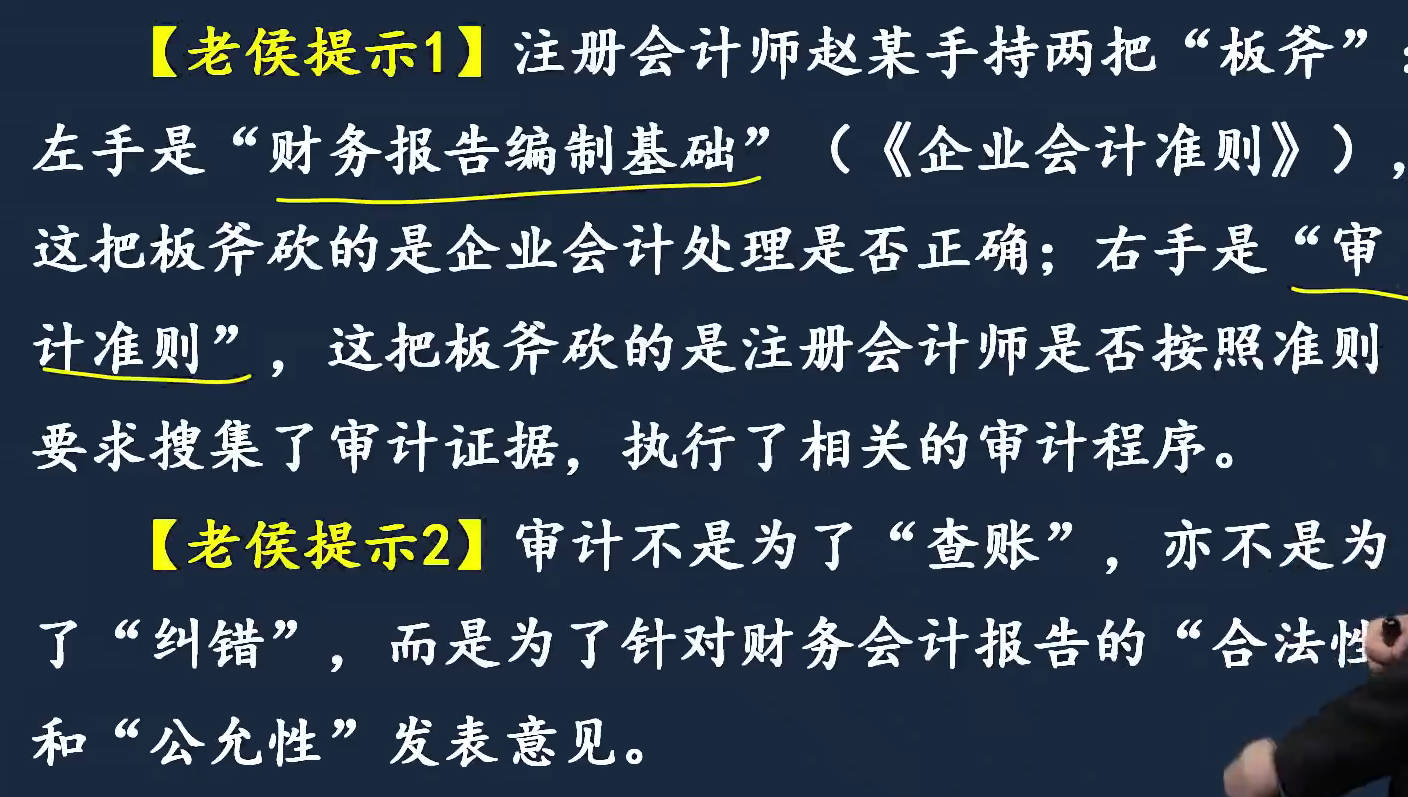 【老侯提示1】注册会计师赵某手持两把“板斧”：
左手是“财务报告编制基础”（《企业会计准则》），
这把板斧砍的是企业会计处理是否正确；右手是“审
计准则”，这把板斧砍的是注册会计师是否按照准则
要求搜集了审计证据，执行了相关的审计程序。
【老侯提示2】审计不是为了“查账”，亦不是为
了“纠错”，而是为了针对财务会计报告的“合法性
和“公允性”发表意见。